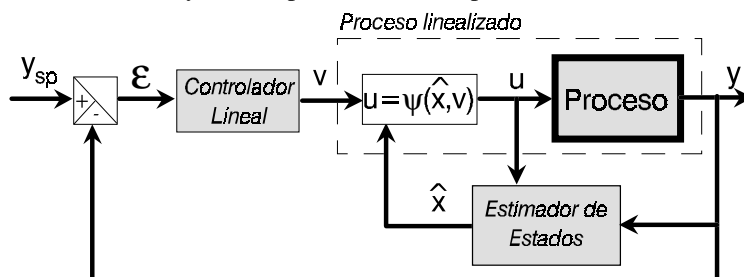 Proceso linealizado
y_sp
+
-
ε
Controlador
Lineal
v
u=ψ(x̂,v)
u
Proceso
y
x̂
Estimador de
Estados